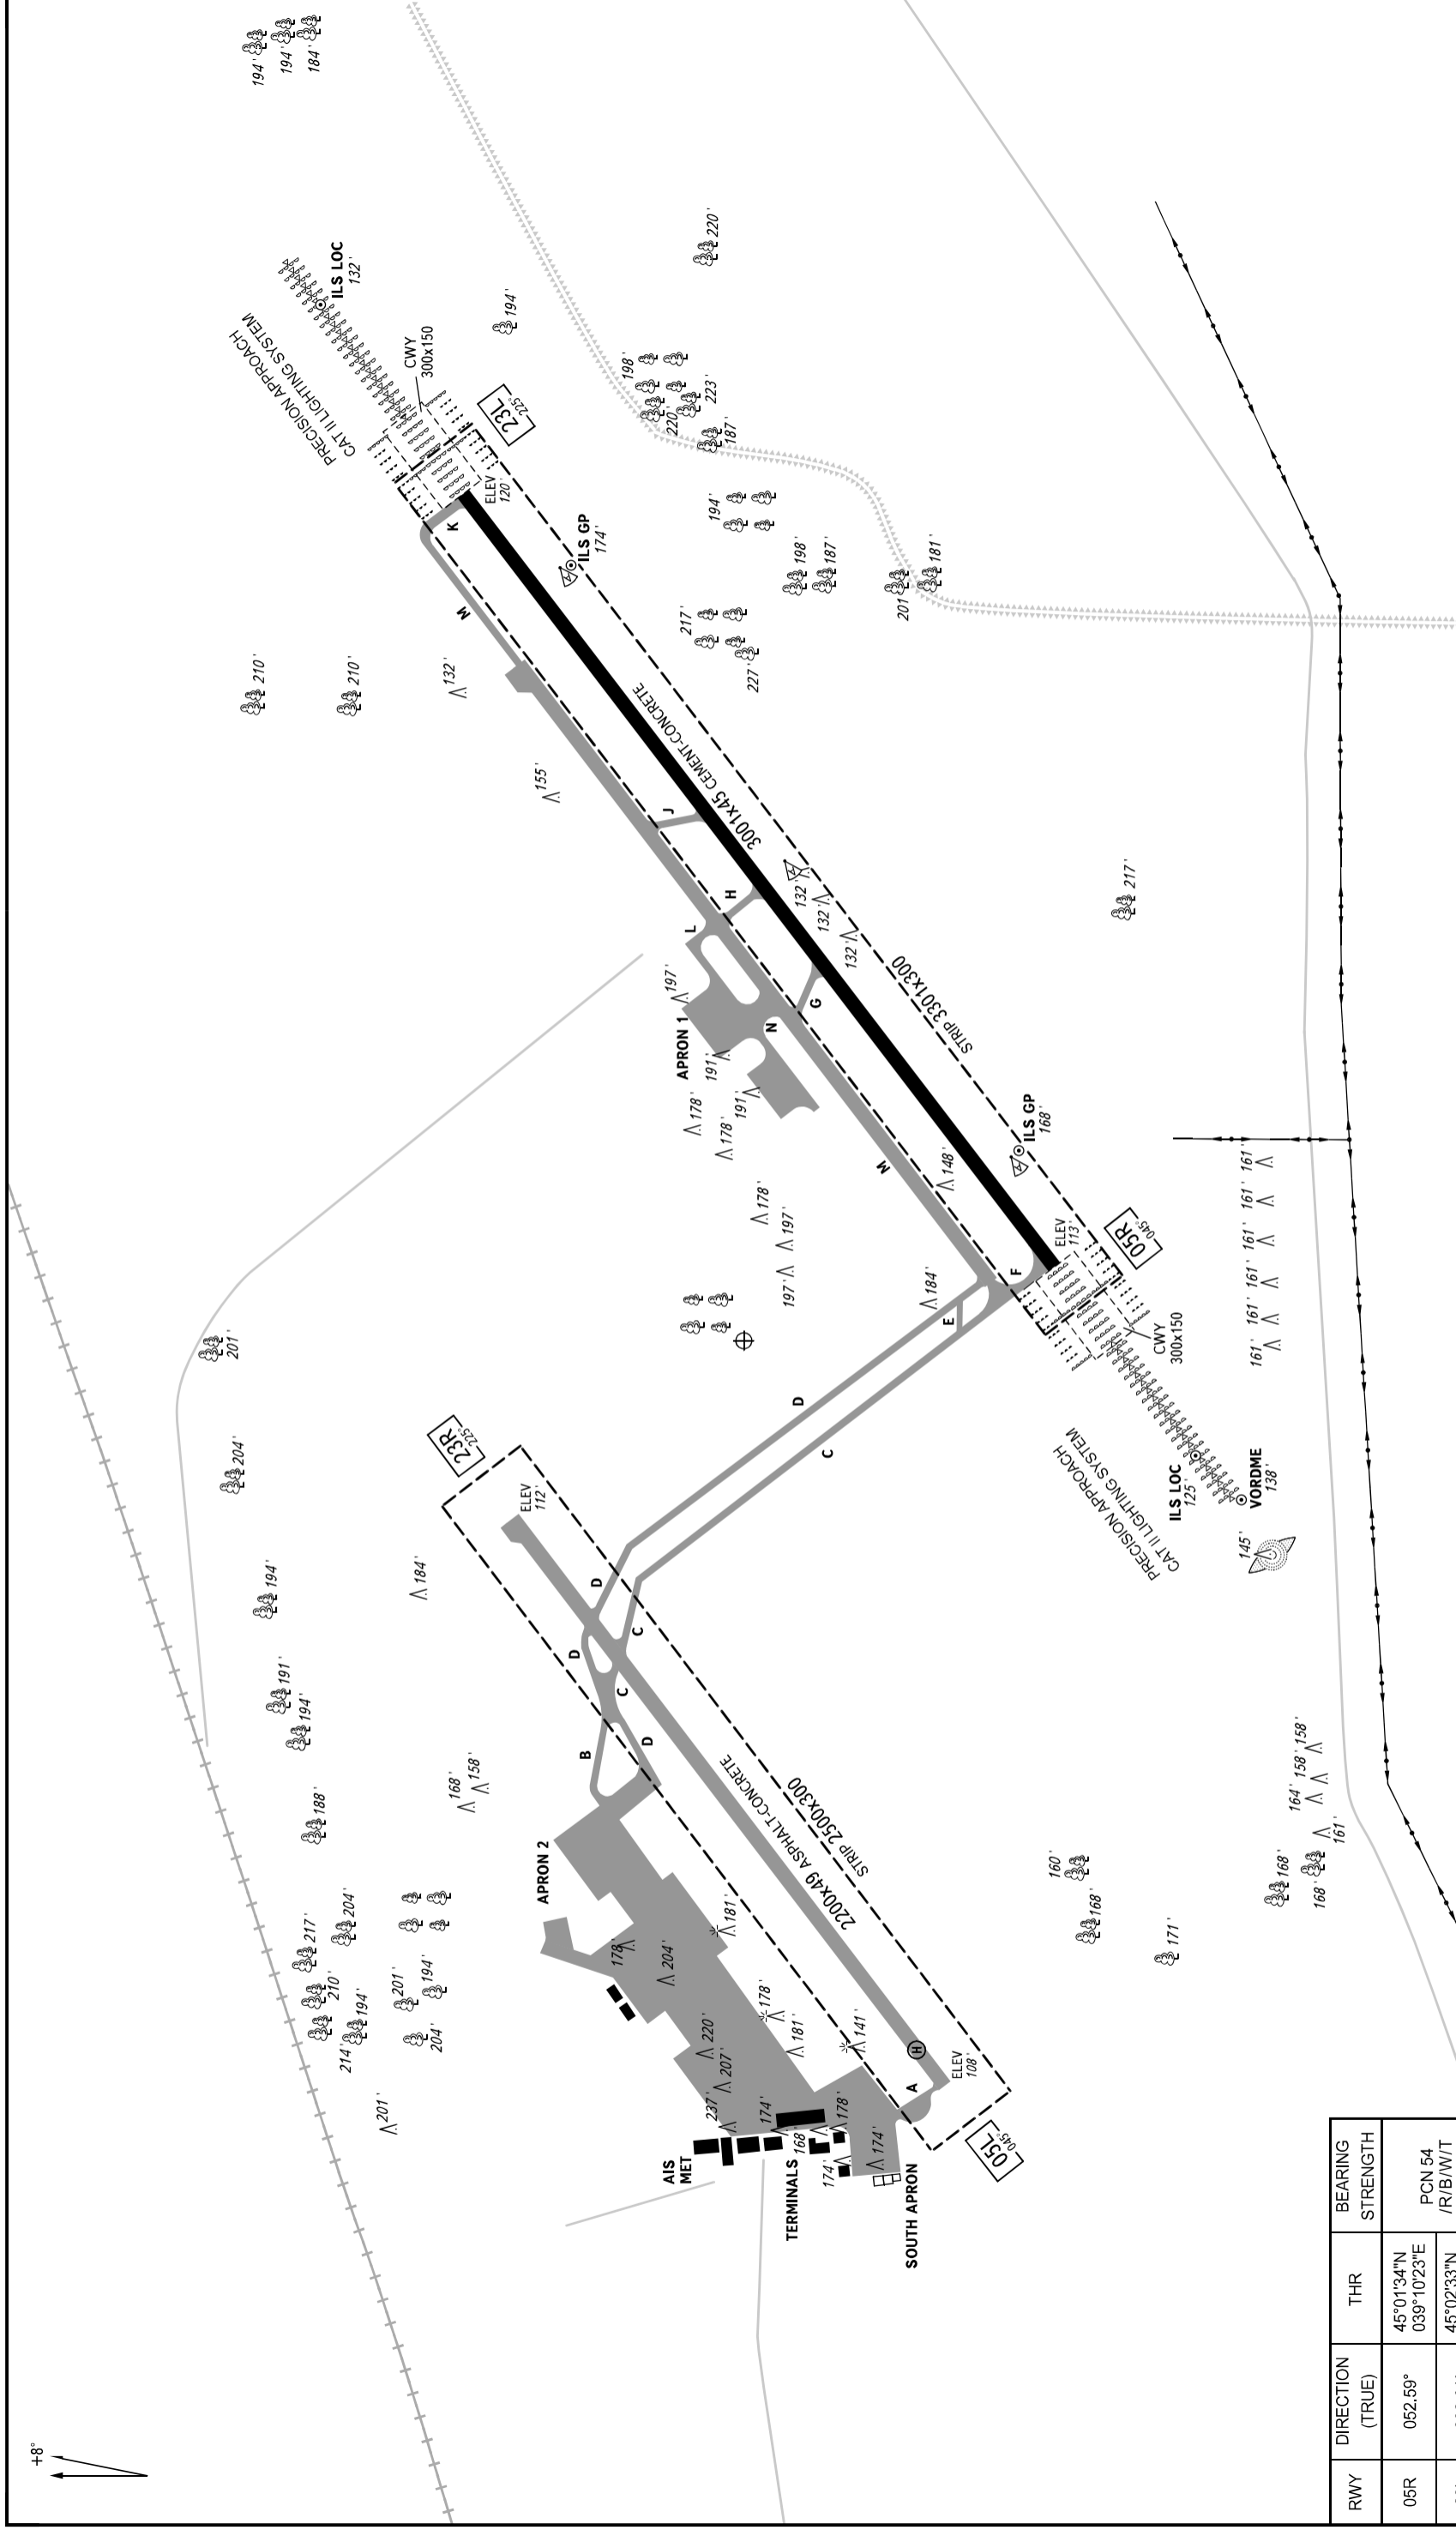 +8°
194'
194'
184'
PRECISION APPROACH
CAT II LIGHTING SYSTEM
ILS LOC
132'
CWY
300x150
23L
225°
ELEV
120'
K
M
ILS GP
174'
194'
220'
198'
220'
223'
187'
194'
198'
187'
201'
181'
217'
227'
210'
210'
132'
155'
3001x45 CEMENT-CONCRETE
J
H
L
132'
132'
132'
G
N
197'
APRON 1
191'
191'
178'
178'
178'
197'
197'
STRIP 3301x300
217'
M
148'
ILS GP
168'
184'
E
F
ELEV
113'
05R
045°
CWY
300x150
PRECISION APPROACH
CAT II LIGHTING SYSTEM
ILS LOC
125'
VORDME
138'
145'
161'
161'
161'
161'
161'
161'
D
C
23R
225°
ELEV
112'
D
C
D
C
B
D
201'
204'
194'
191'
194'
188'
184'
168'
158'
APRON 2
217'
204'
210'
214'
194'
201'
194'
204'
201'
178'
204'
181'
178'
181'
141'
220'
207'
237'
174'
168'
178'
174'
174'
2200x49 ASPHALT-CONCRETE
STRIP 2500x300
H
A
ELEV
108'
05L
045°
AIS
MET
TERMINALS
SOUTH APRON
160'
168'
171'
164'
158'
158'
161'
168'
168'
RWY
DIRECTION
(TRUE)
THR
BEARING
STRENGTH
05R
052.59°
45°01'34"N
039°10'23"E
PCN 54
/R/B/W/T
45°02'33"N